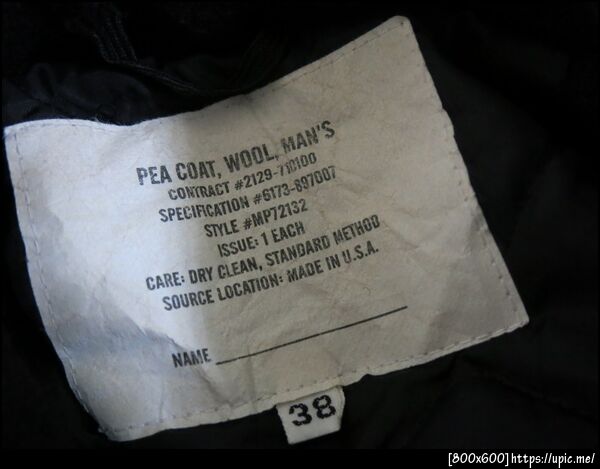 PEA COAT, WOOL, MAN'S
CONTRACT #2129-710100
SPECIFICATION #6173-897007
STYLE #MP72132
ISSUE: 1 EACH
CARE: DRY CLEAN, STANDARD METHOD
SOURCE LOCATION: MADE IN U.S.A.
NAME
38
[800x600]https://upic.me/